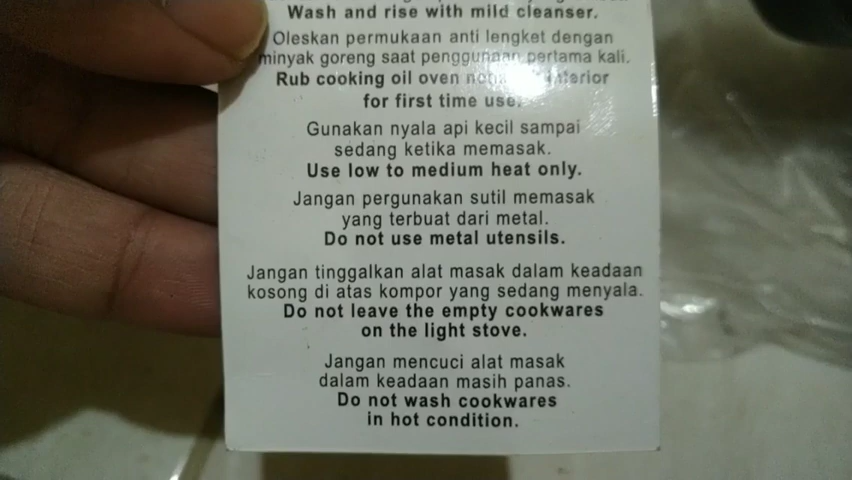 Wash and rise with mild cleanser.
Oleskan permukaan anti lengket dengan
minyak goreng saat penggunaan pertama kali.
Rub cooking oil oven interior
for first time use.
Gunakan nyala api kecil sampai
sedang ketika memasak.
Use low to medium heat only.
Jangan pergunakan sutil memasak
yang terbuat dari metal.
Do not use metal utensils.
Jangan tinggalkan alat masak dalam keadaan
kosong di atas kompor yang sedang menyala.
Do not leave the empty cookwares
on the light stove.
Jangan mencuci alat masak
dalam keadaan masih panas.
Do not wash cookwares
in hot condition.